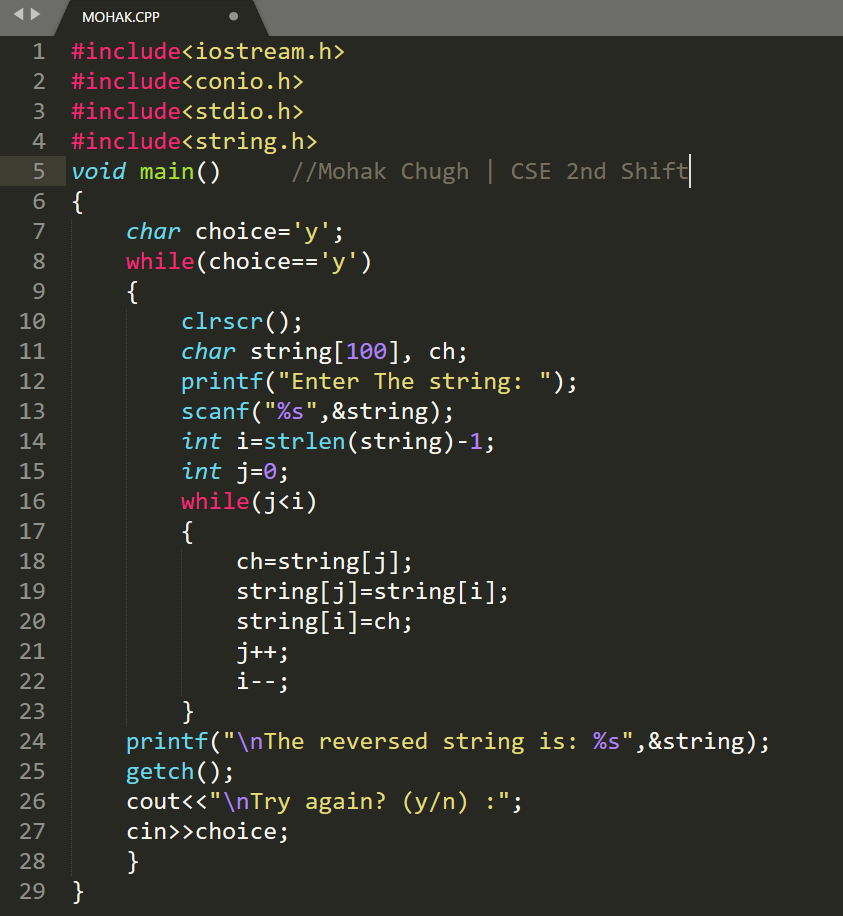 MOHAK.CPP
1 #include<iostream.h>
2 #include<conio.h>
3 #include<stdio.h>
4 #include<string.h>
5 void main()     //Mohak Chugh | CSE 2nd Shift
6 {
7     char choice='y';
8     while(choice=='y')
9     {
10         clrscr();
11         char string[100], ch;
12         printf("Enter The string: ");
13         scanf("%s",&string);
14         int i=strlen(string)-1;
15         int j=0;
16         while(j<i)
17         {
18             ch=string[j];
19             string[j]=string[i];
20             string[i]=ch;
21             j++;
22             i--;
23         }
24     printf("\nThe reversed string is: %s",&string);
25     getch();
26     cout<<"\nTry again? (y/n) :";
27     cin>>choice;
28     }
29 }